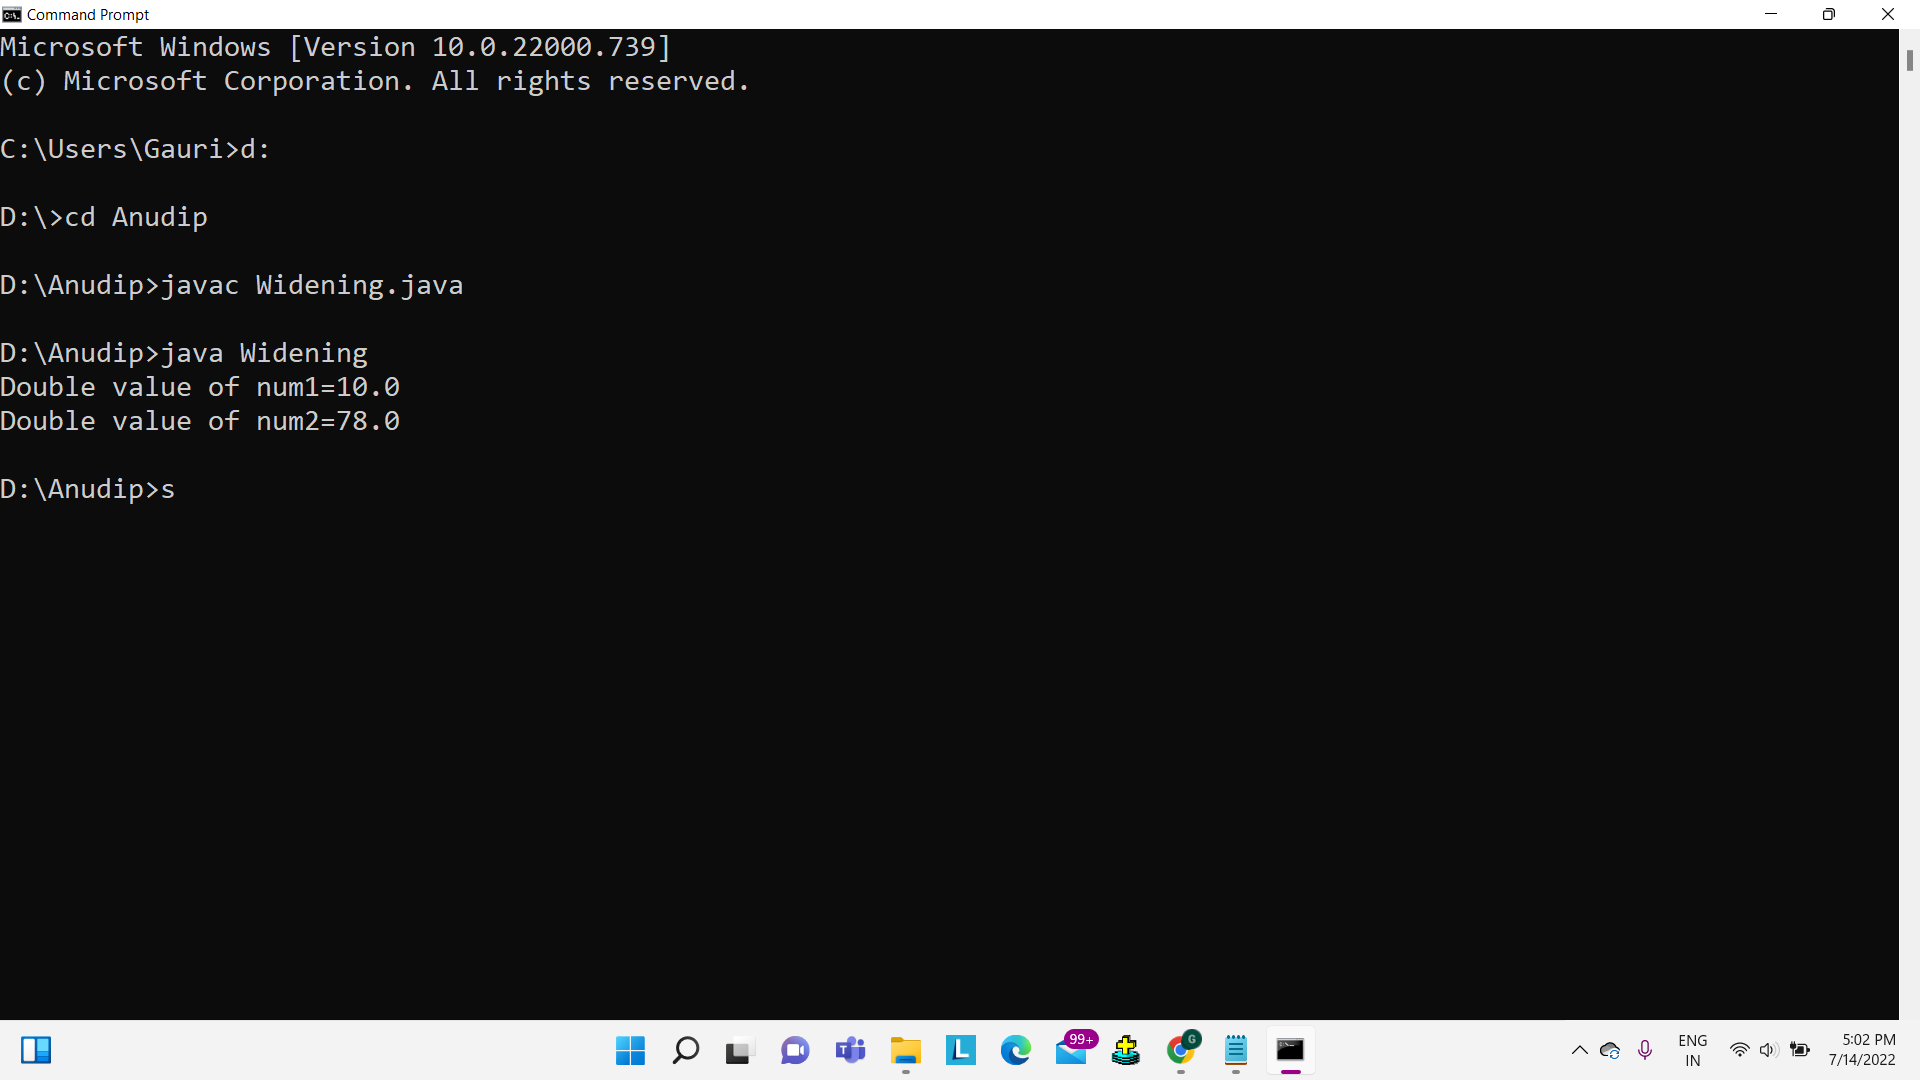 Command Prompt
Microsoft Windows [Version 10.0.22000.739]
(c) Microsoft Corporation. All rights reserved.
C:\Users\Gauri>d:
D:\>cd Anudip
D:\Anudip>javac Widening.java
D:\Anudip>java Widening
Double value of num1=10.0
Double value of num2=78.0
D:\Anudip>s
99+
G
L
ENG
IN
5:02 PM
7/14/2022